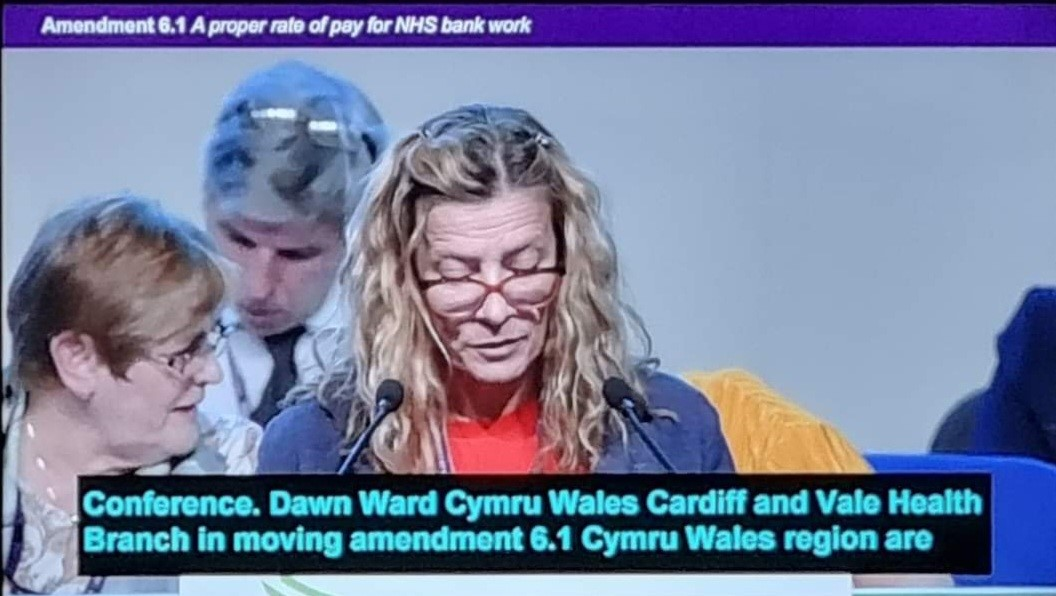 Amendment 6.1 A proper rate of pay for NHS bank work
Conference. Dawn Ward Cymru Wales Cardiff and Vale Health
Branch in moving amendment 6.1 Cymru Wales region are